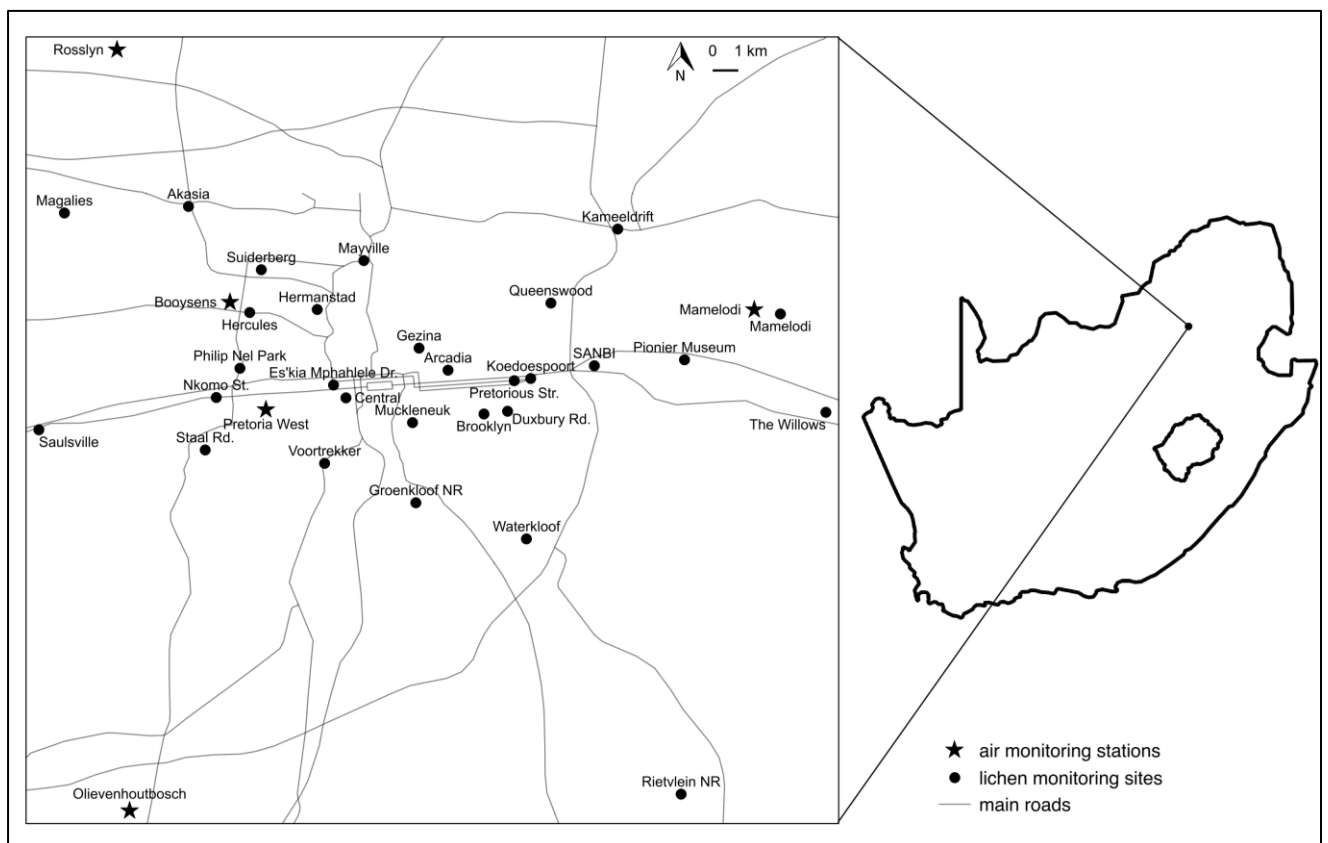 Rosslyn
0 1 km
N
Magalies
Akasia
Kameeldrift
Suiderberg
Mayville
Booysens
Hermanstad
Queenswood
Mamelodi
Mamelodi
Hercules
Gezina
Philip Nel Park
Arcadia
SANBI
Pionier Museum
Es'kia Mphahlele Dr.
Koedoespoort
Nkomo St.
Central
Pretorious Str.
Muckleneuk
Pretoria West
Brooklyn
Duxbury Rd.
The Willows
Saulsville
Staal Rd.
Voortrekker
Groenkloof NR
Waterkloof
Rietvlein NR
Olievenhoutbosch
air monitoring stations
lichen monitoring sites
main roads